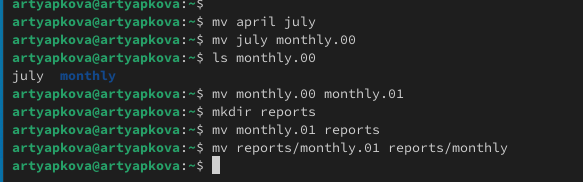 artyapkova@artyapkova:~$
artyapkova@artyapkova:~$ mv april july
artyapkova@artyapkova:~$ mv july monthly.00
artyapkova@artyapkova:~$ ls monthly.00
july  monthly
artyapkova@artyapkova:~$ mv monthly.00 monthly.01
artyapkova@artyapkova:~$ mkdir reports
artyapkova@artyapkova:~$ mv monthly.01 reports
artyapkova@artyapkova:~$ mv reports/monthly.01 reports/monthly
artyapkova@artyapkova:~$